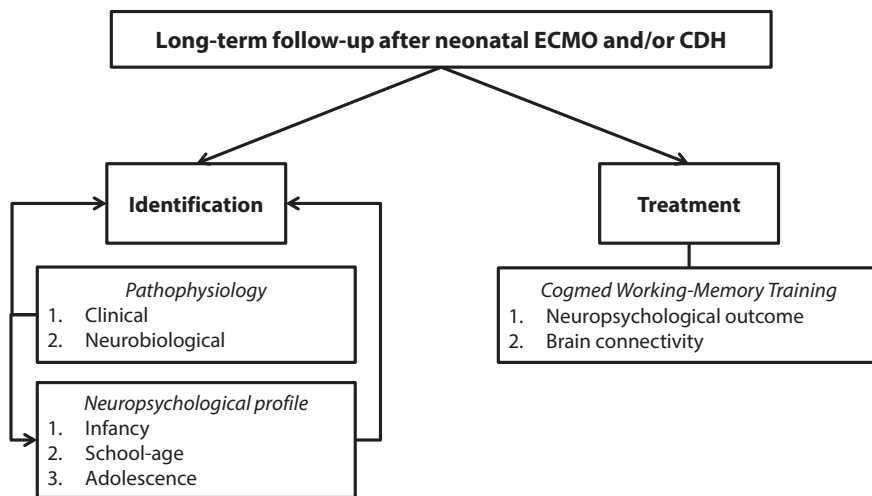 Long-term follow-up after neonatal ECMO and/or CDH
Identification
Pathophysiology
1. Clinical
2. Neurobiological
Neuropsychological profile
1. Infancy
2. School-age
3. Adolescence
Treatment
Cogmed Working-Memory Training
1. Neuropsychological outcome
2. Brain connectivity